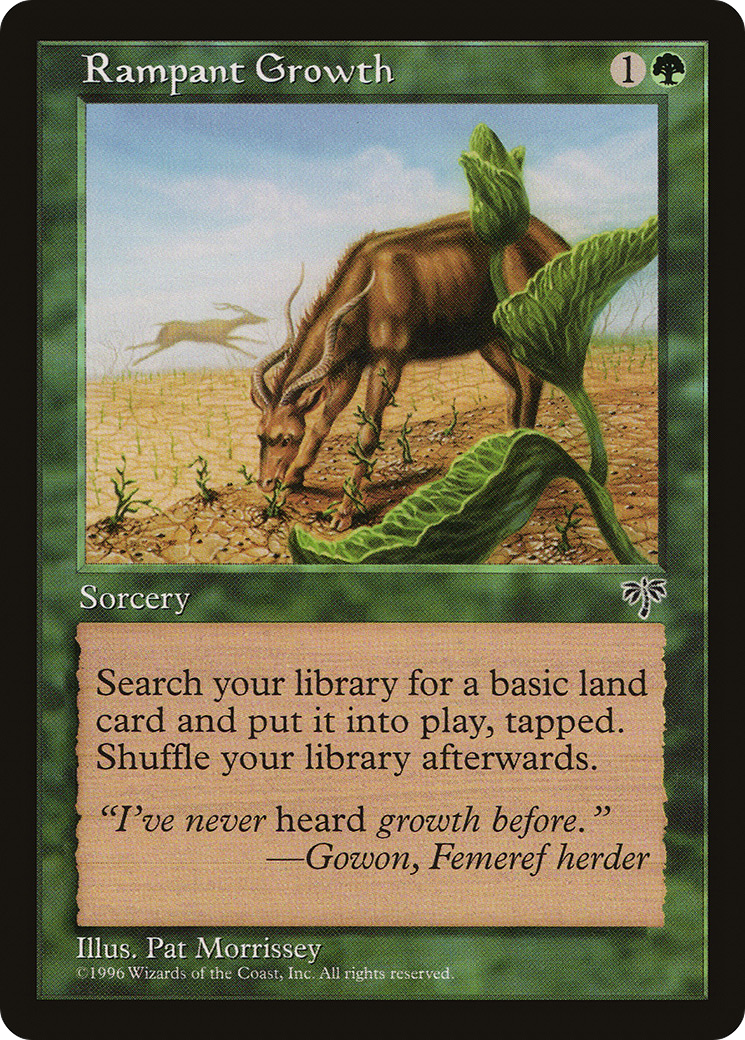 Rampant Growth 1
Sorcery
Search your library for a basic land
card and put it into play, tapped.
Shuffle your library afterwards.
“I've never heard growth before.”
—Gowon, Femeref herder
Illus. Pat Morrissey
©1996 Wizards of the Coast, Inc. All rights reserved.